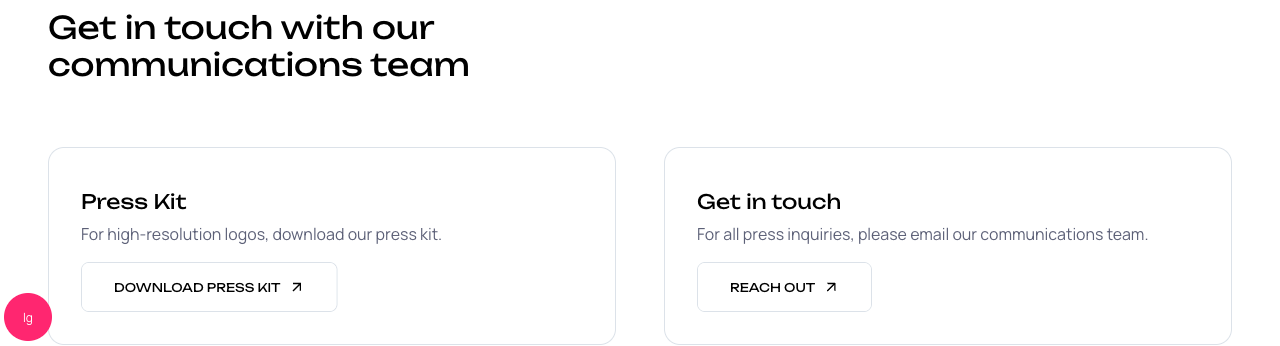 Get in touch with our
communications team
Press Kit
For high-resolution logos, download our press kit.
DOWNLOAD PRESS KIT
Get in touch
For all press inquiries, please email our communications team.
REACH OUT
lg